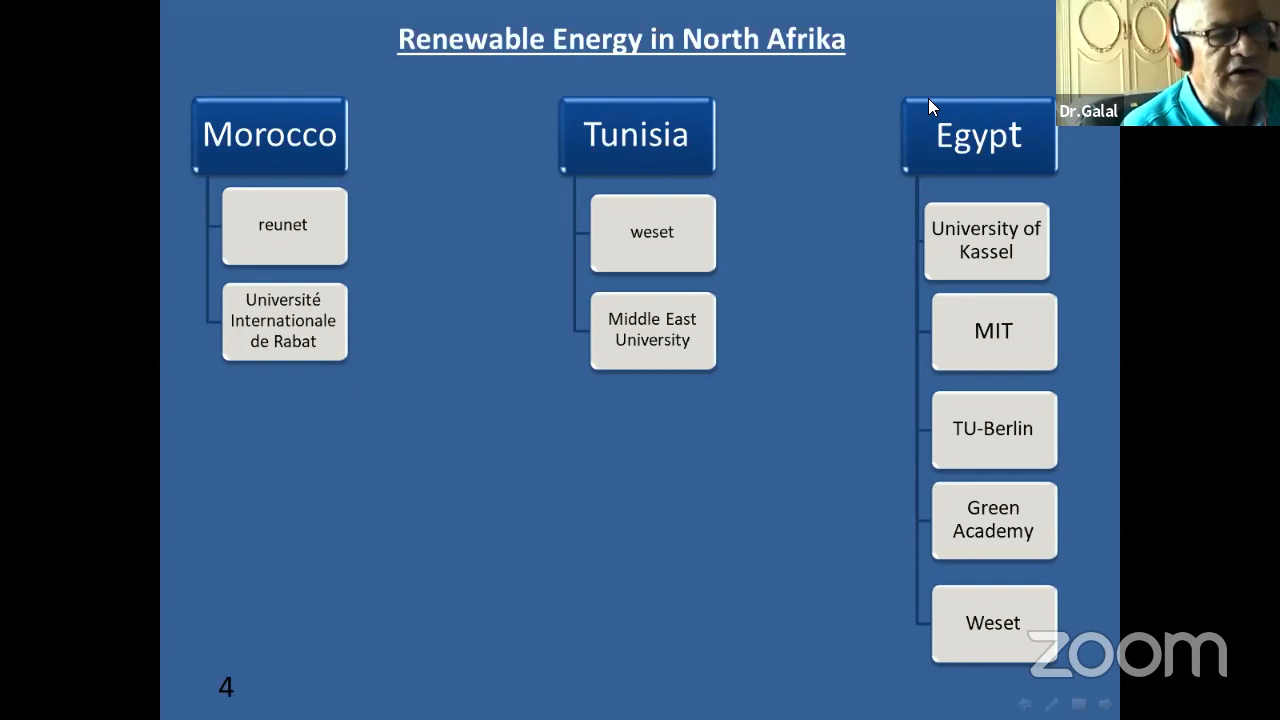 Renewable Energy in North Afrika
Dr.Galal
Morocco
reunet
Université
Internationale
de Rabat
Tunisia
weset
Middle East
University
Egypt
University of
Kassel
MIT
TU-Berlin
Green
Academy
Weset
zoom
4